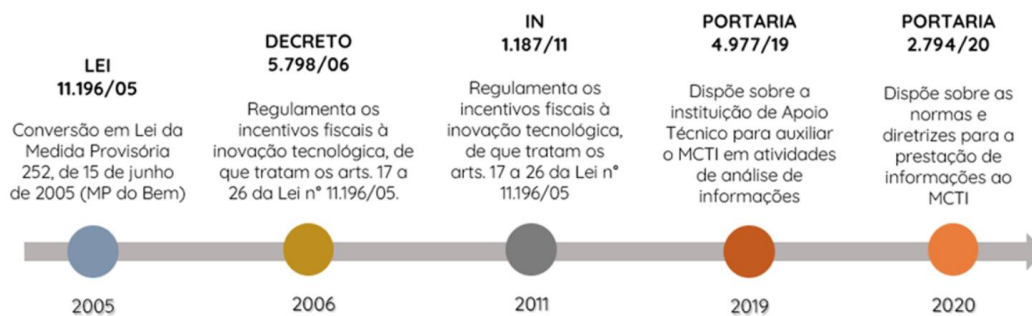 LEI
11.196/05
Conversão em Lei da
Medida Provisória
252, de 15 de junho
de 2005 (MP do Bem)
2005
DECRETO
5.798/06
Regulamenta os
incentivos fiscais à
inovação tecnológica, de
que tratam os arts. 17 a
26 da Lei n° 11.196/05.
2006
IN
1.187/11
Regulamenta os
incentivos fiscais à
inovação tecnológica,
de que tratam os
arts. 17 a 26 da Lei n°
11.196/05
2011
PORTARIA
4.977/19
Dispõe sobre a
instituição de Apoio
Técnico para auxiliar
o MCTI em atividades
de análise de
informações
2019
PORTARIA
2.794/20
Dispõe sobre as
normas e
diretrizes para a
prestação de
informações ao
MCTI
2020